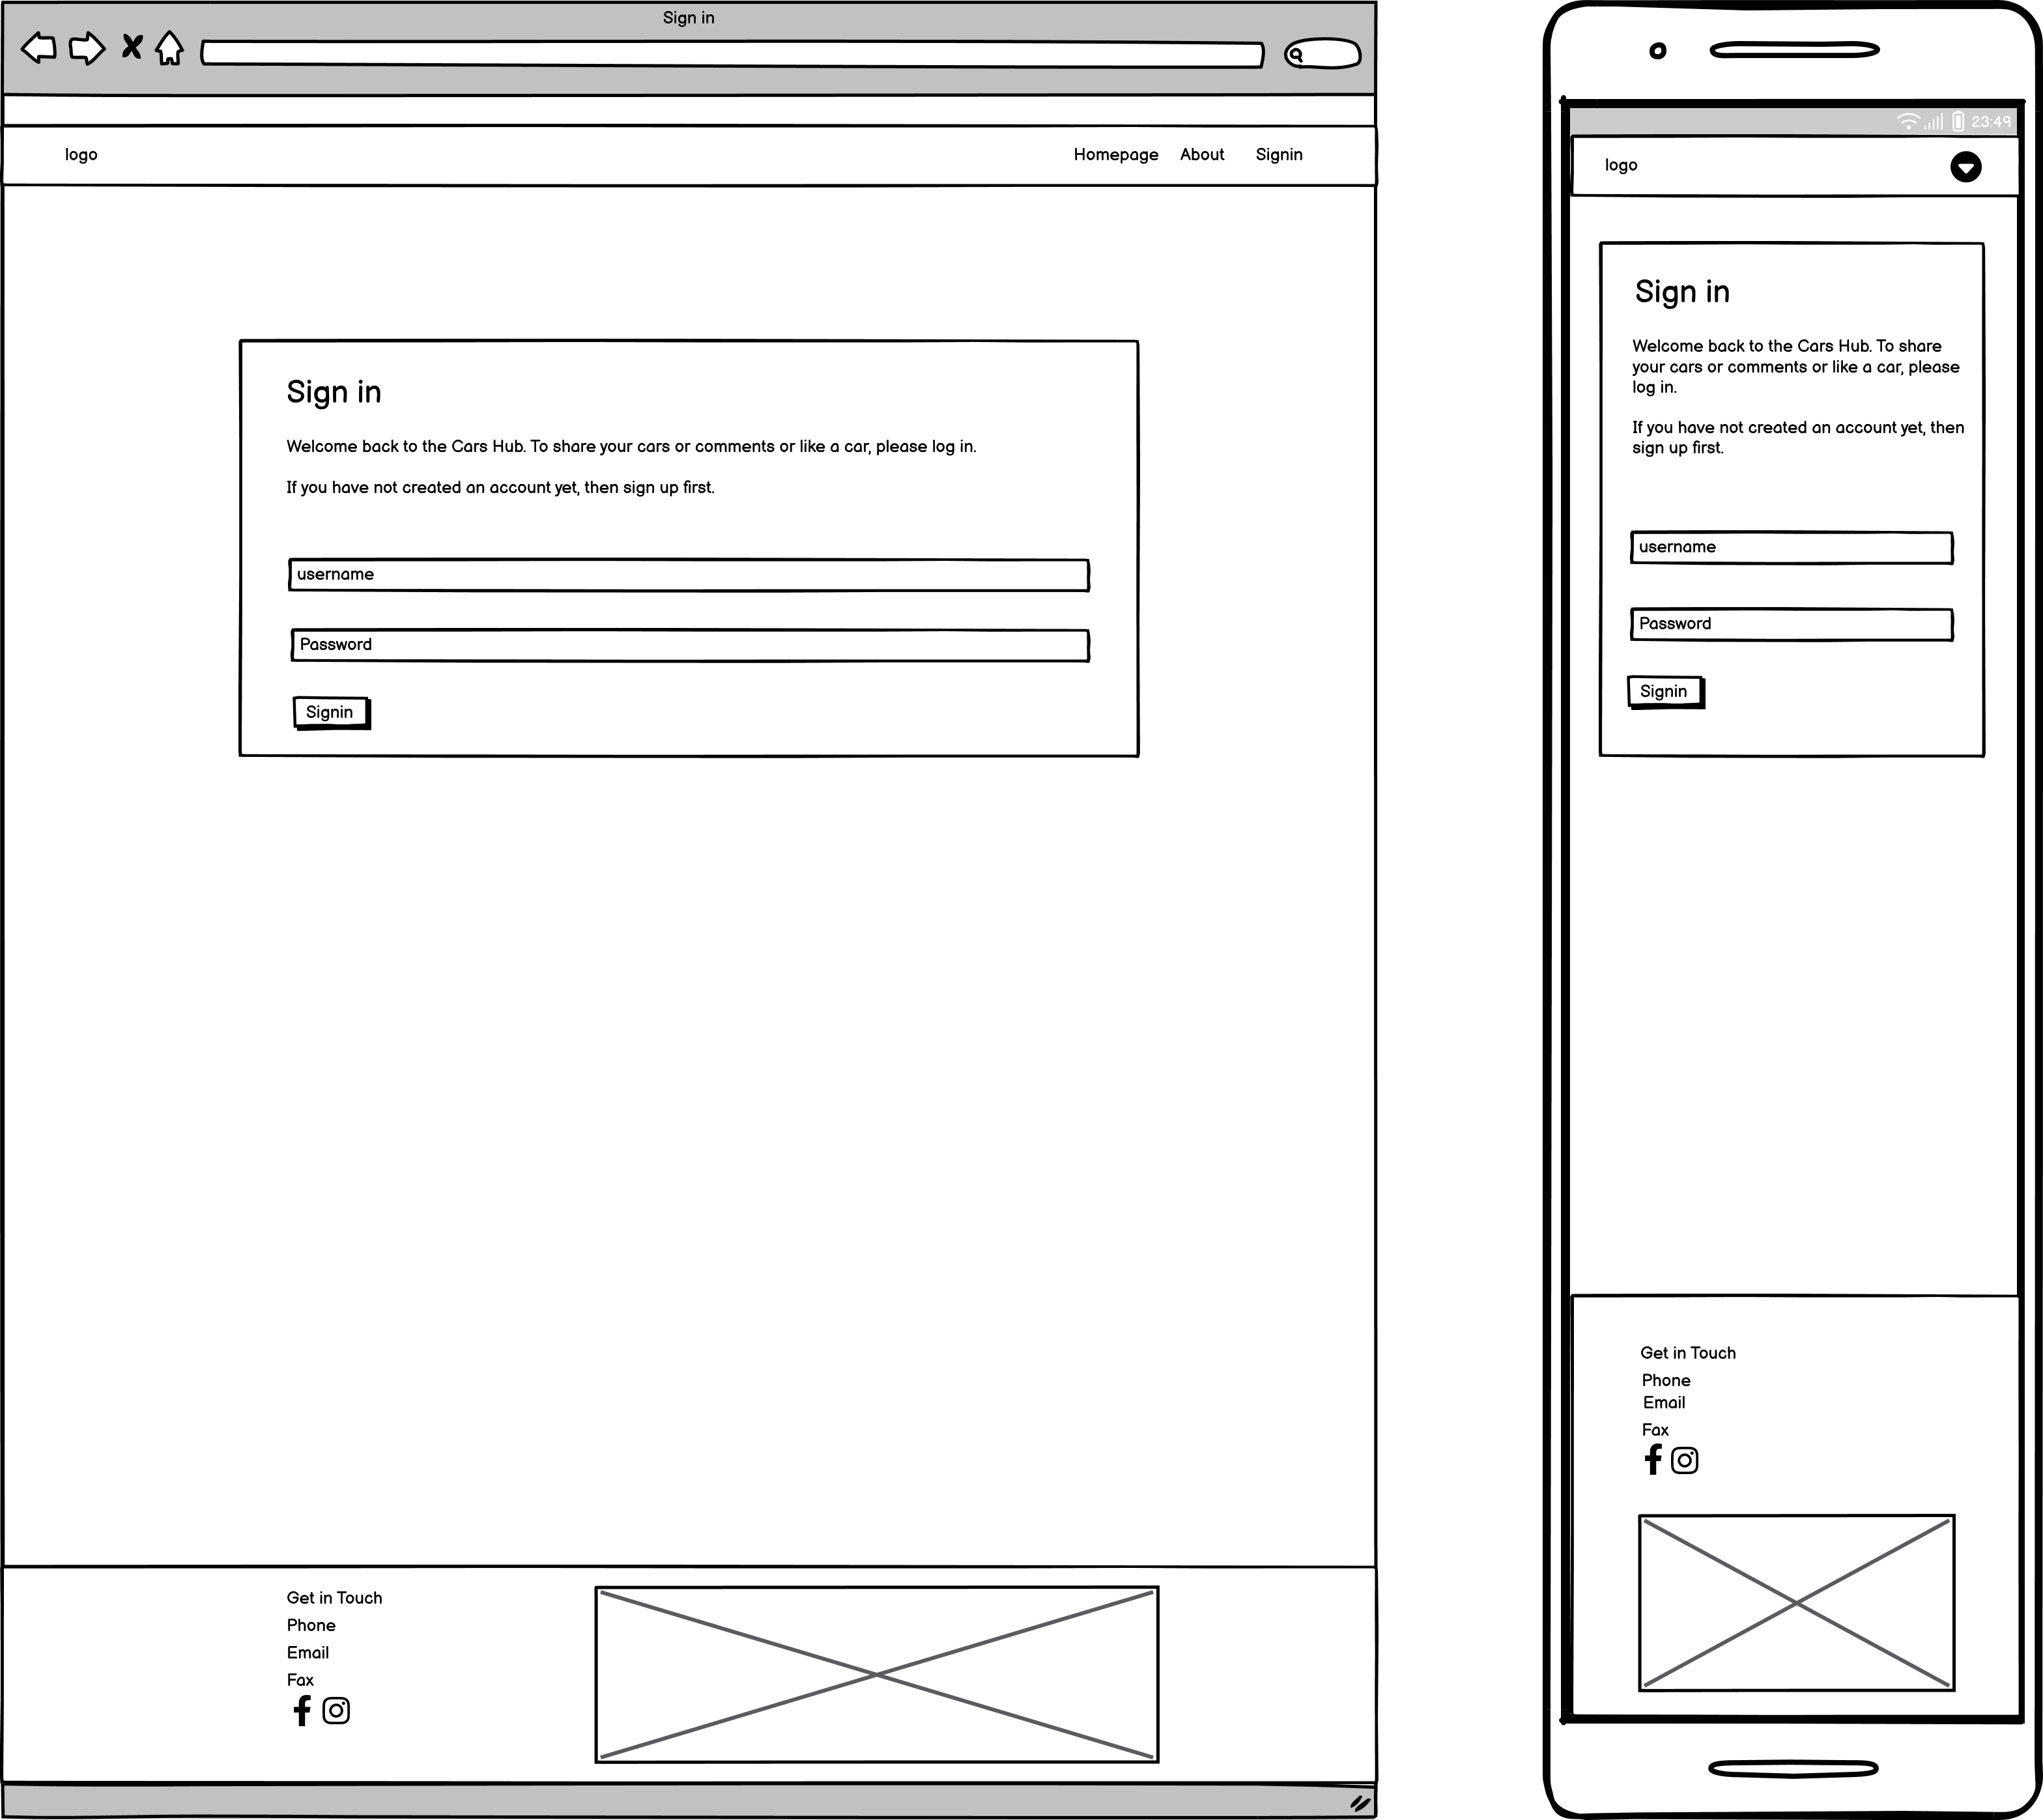 Sign in
logo
Homepage About Signin
Sign in
Welcome back to the Cars Hub. To share your cars or comments or like a car, please log in.
If you have not created an account yet, then sign up first.
username
Password
Signin
Get in Touch
Phone
Email
Fax
23:49
logo
Sign in
Welcome back to the Cars Hub. To share
your cars or comments or like a car, please
log in.
If you have not created an account yet, then
sign up first.
username
Password
Signin
Get in Touch
Phone
Email
Fax